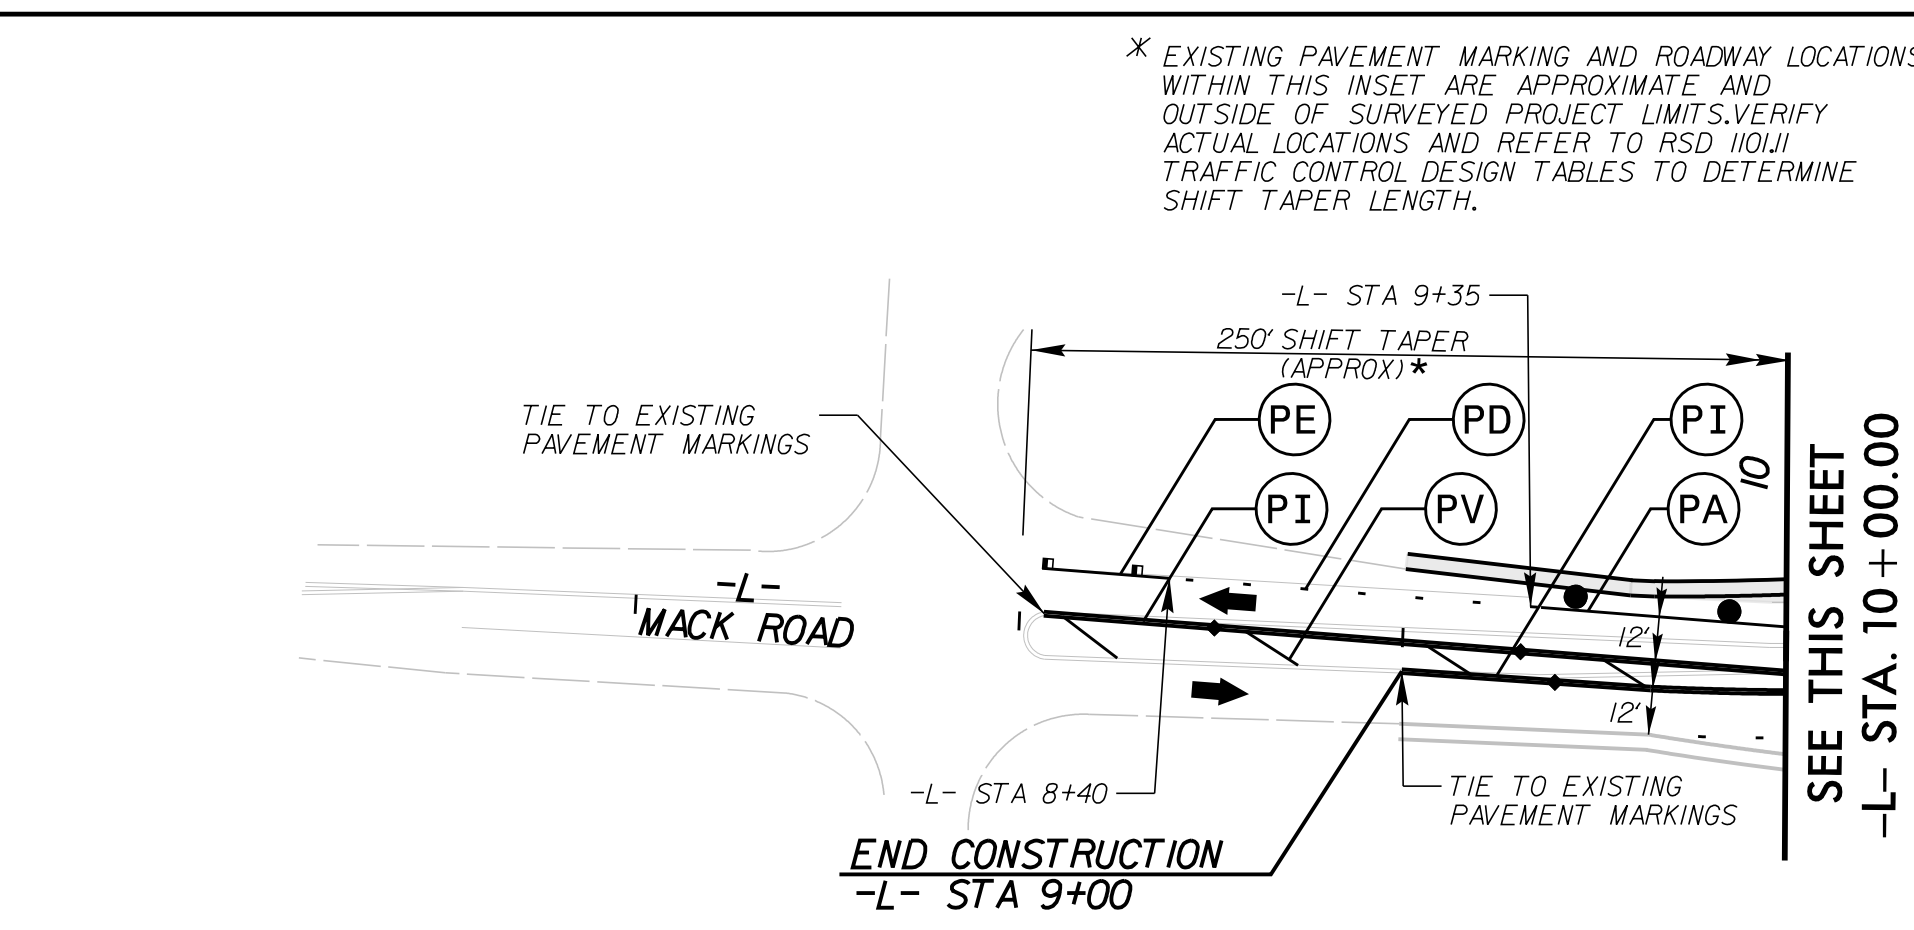 * EXISTING PAVEMENT MARKING AND ROADWAY LOCATIONS
WITHIN THIS INSET ARE APPROXIMATE AND
OUTSIDE OF SURVEYED PROJECT LIMITS.VERIFY
ACTUAL LOCATIONS AND REFER TO RSD 1101.11
TRAFFIC CONTROL DESIGN TABLES TO DETERMINE
SHIFT TAPER LENGTH.
-L- STA 9+35
250' SHIFT TAPER
(APPROX)*
PE
PD
PI
TIE TO EXISTING
PAVEMENT MARKINGS
PI
PV
PA
10
SEE THIS SHEET
-L- STA. 10+00.00
-L-
MACK ROAD
12'
12'
-L- STA 8+40
TIE TO EXISTING
PAVEMENT MARKINGS
END CONSTRUCTION
-L- STA 9+00